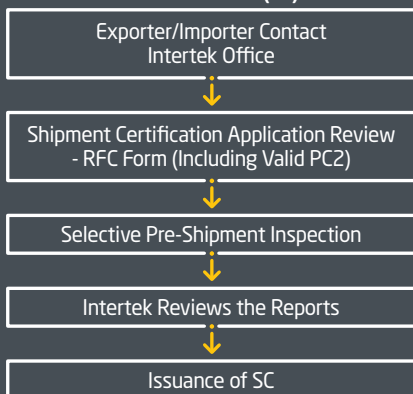 Exporter/Importer Contact
Intertek Office
Shipment Certification Application Review
- RFC Form (Including Valid PC2)
Selective Pre-Shipment Inspection
Intertek Reviews the Reports
Issuance of SC